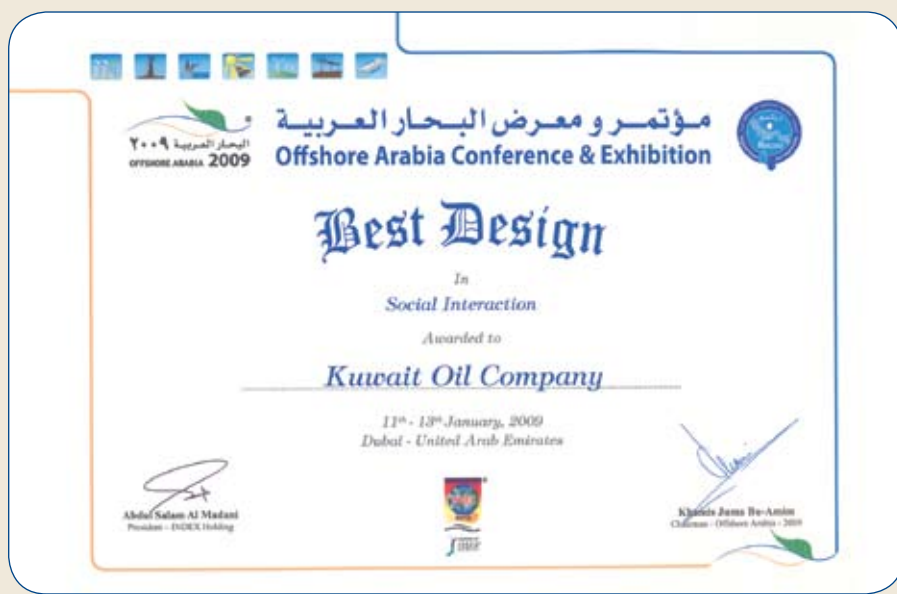 مؤتمر و معرض البحار العربية
Offshore Arabia Conference & Exhibition
البحار العربية ٢٠٠٩
OFFSHORE ARABIA 2009
Best Design
In
Social Interaction
Awarded to
Kuwait Oil Company
11th - 13th January, 2009
Dubai - United Arab Emirates
Abdul Salam Al Madani
President - INDEX Holding
Khamis Juma Bu-Amim
Chairman - Offshore Arabia - 2009